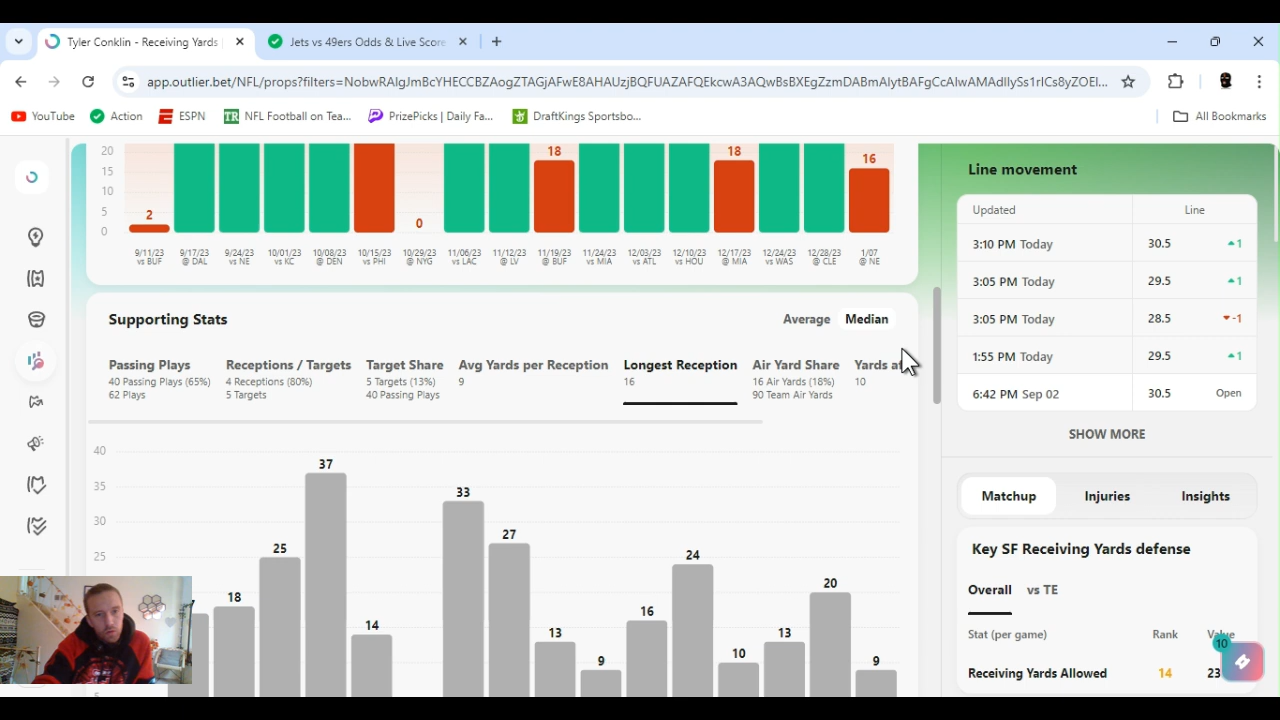 Tyler Conklin - Receiving Yards
Jets vs 49ers Odds & Live Score
app.outlier.bet/NFL/props?filters=
YouTube
Action
ESPN
NFL Football on Tea...
PrizePicks | Daily Fa...
DraftKings Sportsbo...
All Bookmarks
20
15
10
5
0
2
0
18
18
16
9/11/23 9/17/23 9/24/23 10/01/23 10/08/23 10/15/23 10/29/23 11/06/23 11/12/23 11/19/23 11/24/23 12/03/23 12/10/23 12/17/23 12/24/23 12/28/23 1/07
vs BUF @ DAL vs NE vs KC @ DEN vs PHI @ NYG vs LAC @ LV @ BUF vs MIA vs ATL vs HOU @ MIA vs WAS @ CLE @ NE
Supporting Stats
Average
Median
Passing Plays
40 Passing Plays (65%)
62 Plays
Receptions / Targets
4 Receptions (80%)
5 Targets
Target Share
5 Targets (13%)
40 Passing Plays
Avg Yards per Reception
9
Longest Reception
16
Air Yard Share
16 Air Yards (18%)
90 Team Air Yards
Yards a
10
40
35
30
25
18
25
37
14
33
27
13
9
16
24
10
13
20
9
Line movement
Updated Line
3:10 PM Today 30.5 1
3:05 PM Today 29.5 1
3:05 PM Today 28.5 -1
1:55 PM Today 29.5 1
6:42 PM Sep 02 30.5 Open
SHOW MORE
Matchup
Injuries
Insights
Key SF Receiving Yards defense
Overall
vs TE
Stat (per game) Rank Value
Receiving Yards Allowed 14 23
10